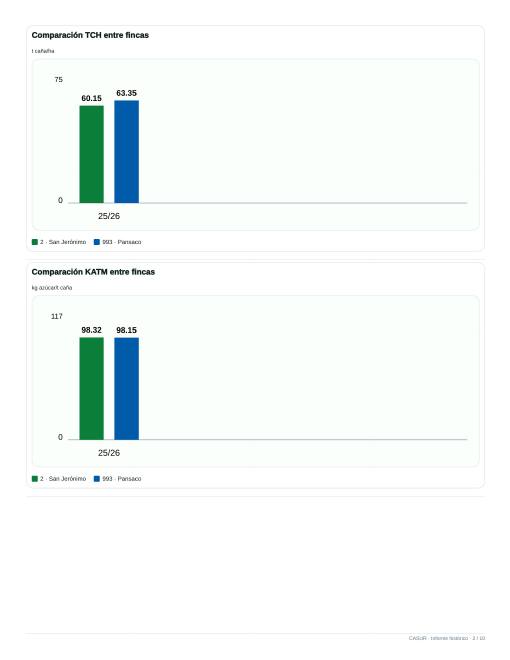 Comparación TCH entre fincas
t caña/ha
75
60.15
63.35
0
25/26
2 - San Jerónimo   993 - Pansaco
Comparación KATM entre fincas
kg azúcar/t caña
117
98.32
98.15
0
25/26
2 - San Jerónimo   993 - Pansaco
CASUR · Informe histórico · 2 / 10